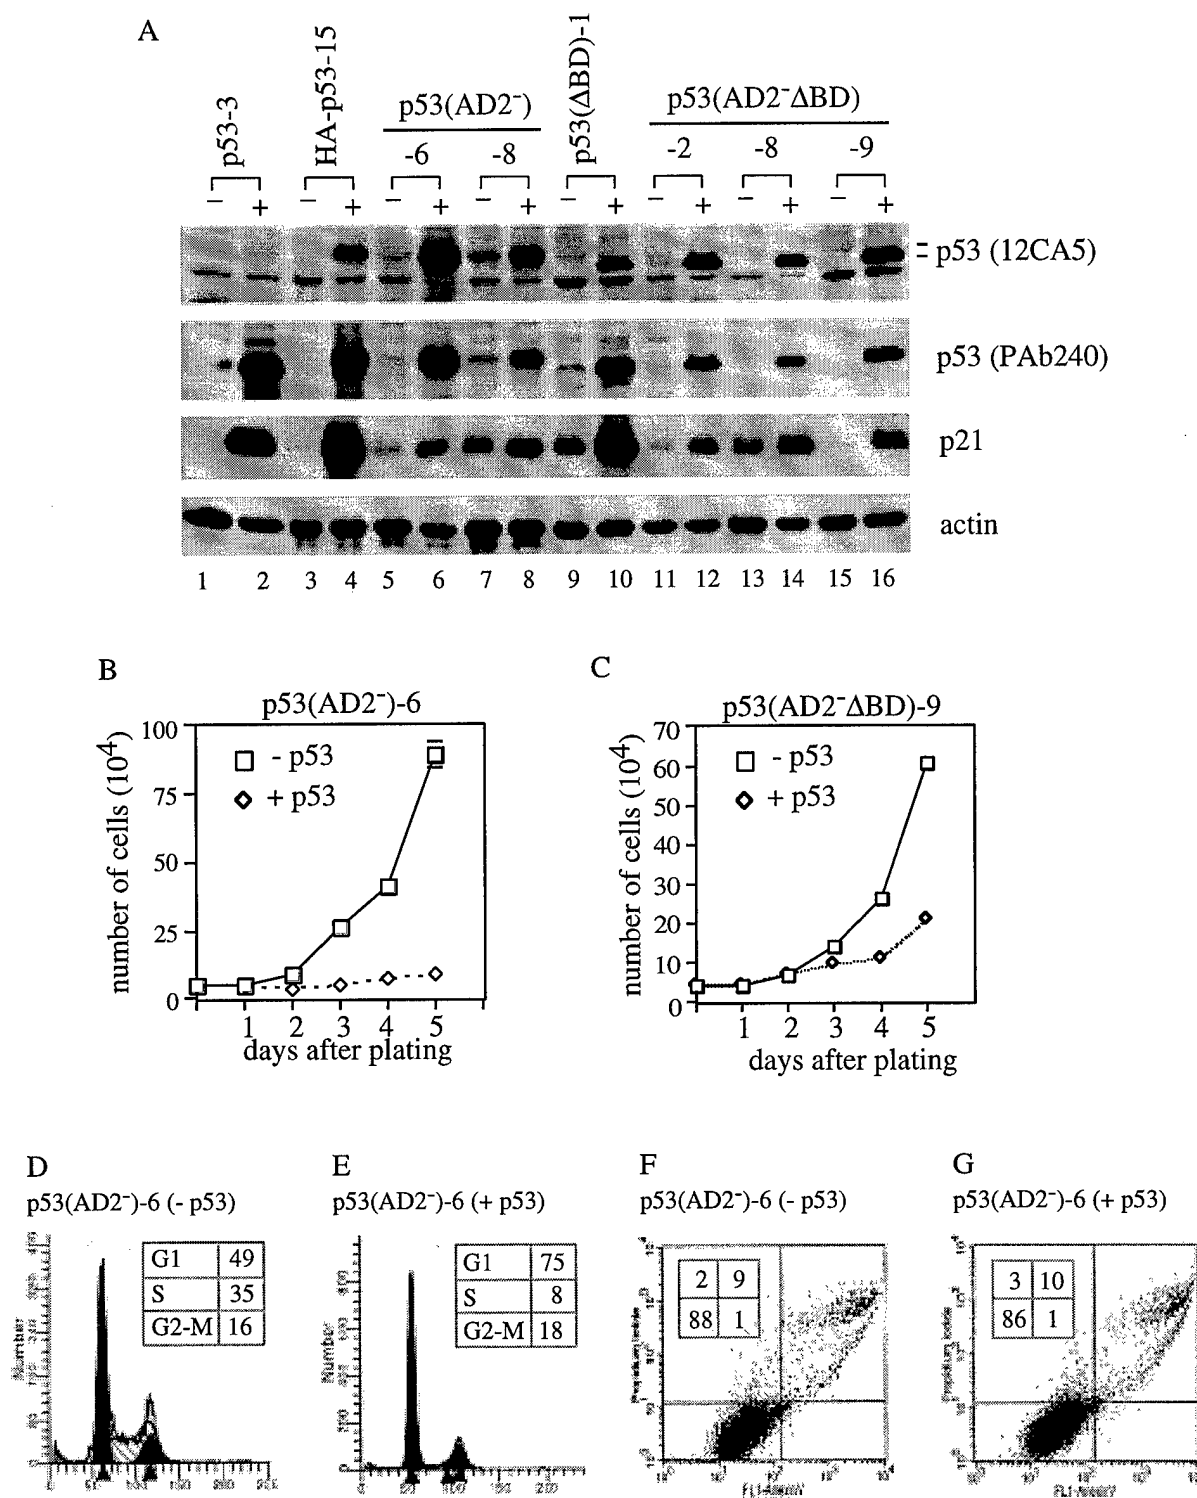 A
p53-3
HA-p53-15
p53(AD2⁻)
p53(ΔBD)-1
p53(AD2⁻ΔBD)
-6
-8
-2
-8
-9
− + − + − + − + − + − + − + − +
p53 (12CA5)
p53 (PAb240)
p21
actin
1 2 3 4 5 6 7 8 9 10 11 12 13 14 15 16
B
p53(AD2⁻)-6
number of cells (10⁴)
100
75
50
25
0
- p53
+ p53
1 2 3 4 5
days after plating
C
p53(AD2⁻ΔBD)-9
number of cells (10⁴)
70
60
50
40
30
20
10
0
- p53
+ p53
1 2 3 4 5
days after plating
D
p53(AD2⁻)-6 (- p53)
Number
G1 49
S 35
G2-M 16
E
p53(AD2⁻)-6 (+ p53)
Number
G1 75
S 8
G2-M 18
F
p53(AD2⁻)-6 (- p53)
Propidium Iodide
2 9
88 1
G
p53(AD2⁻)-6 (+ p53)
Propidium Iodide
3 10
86 1